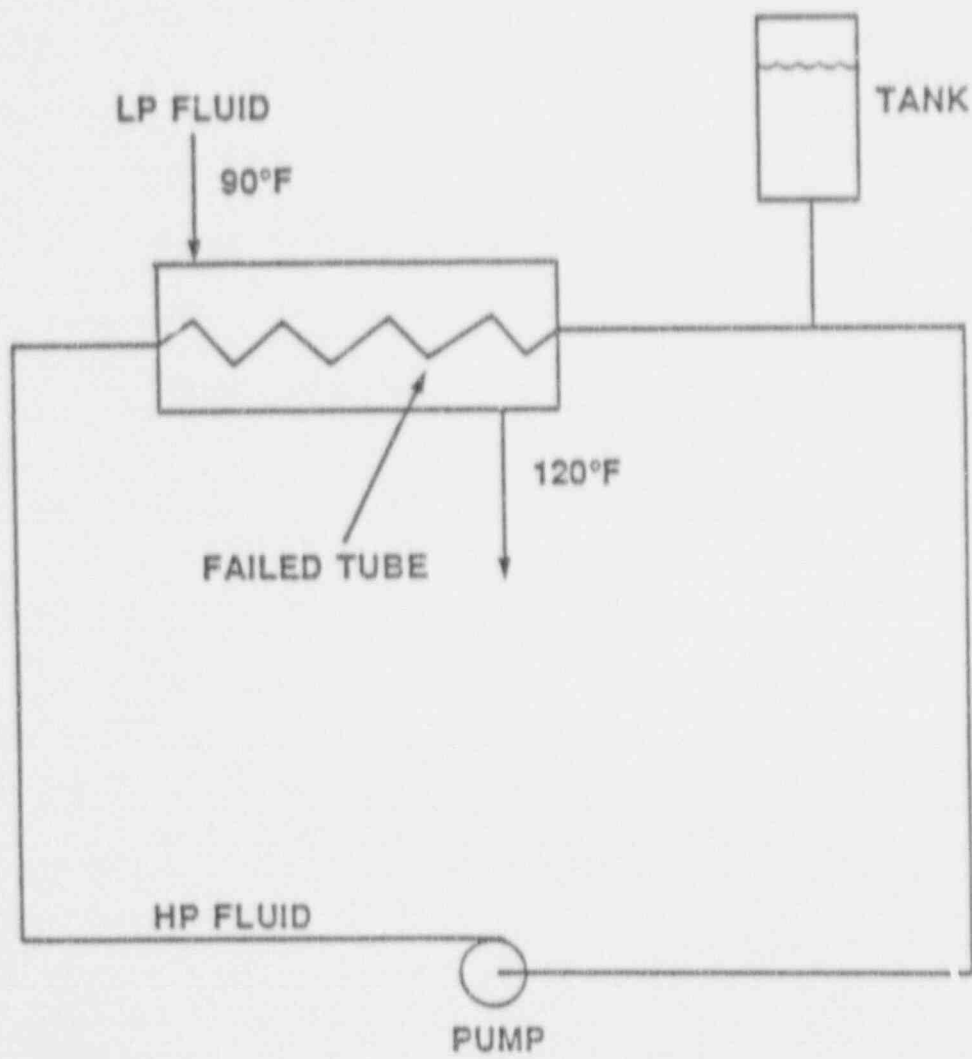 TANK
LP FLUID
90°F
120°F
FAILED TUBE
HP FLUID
PUMP